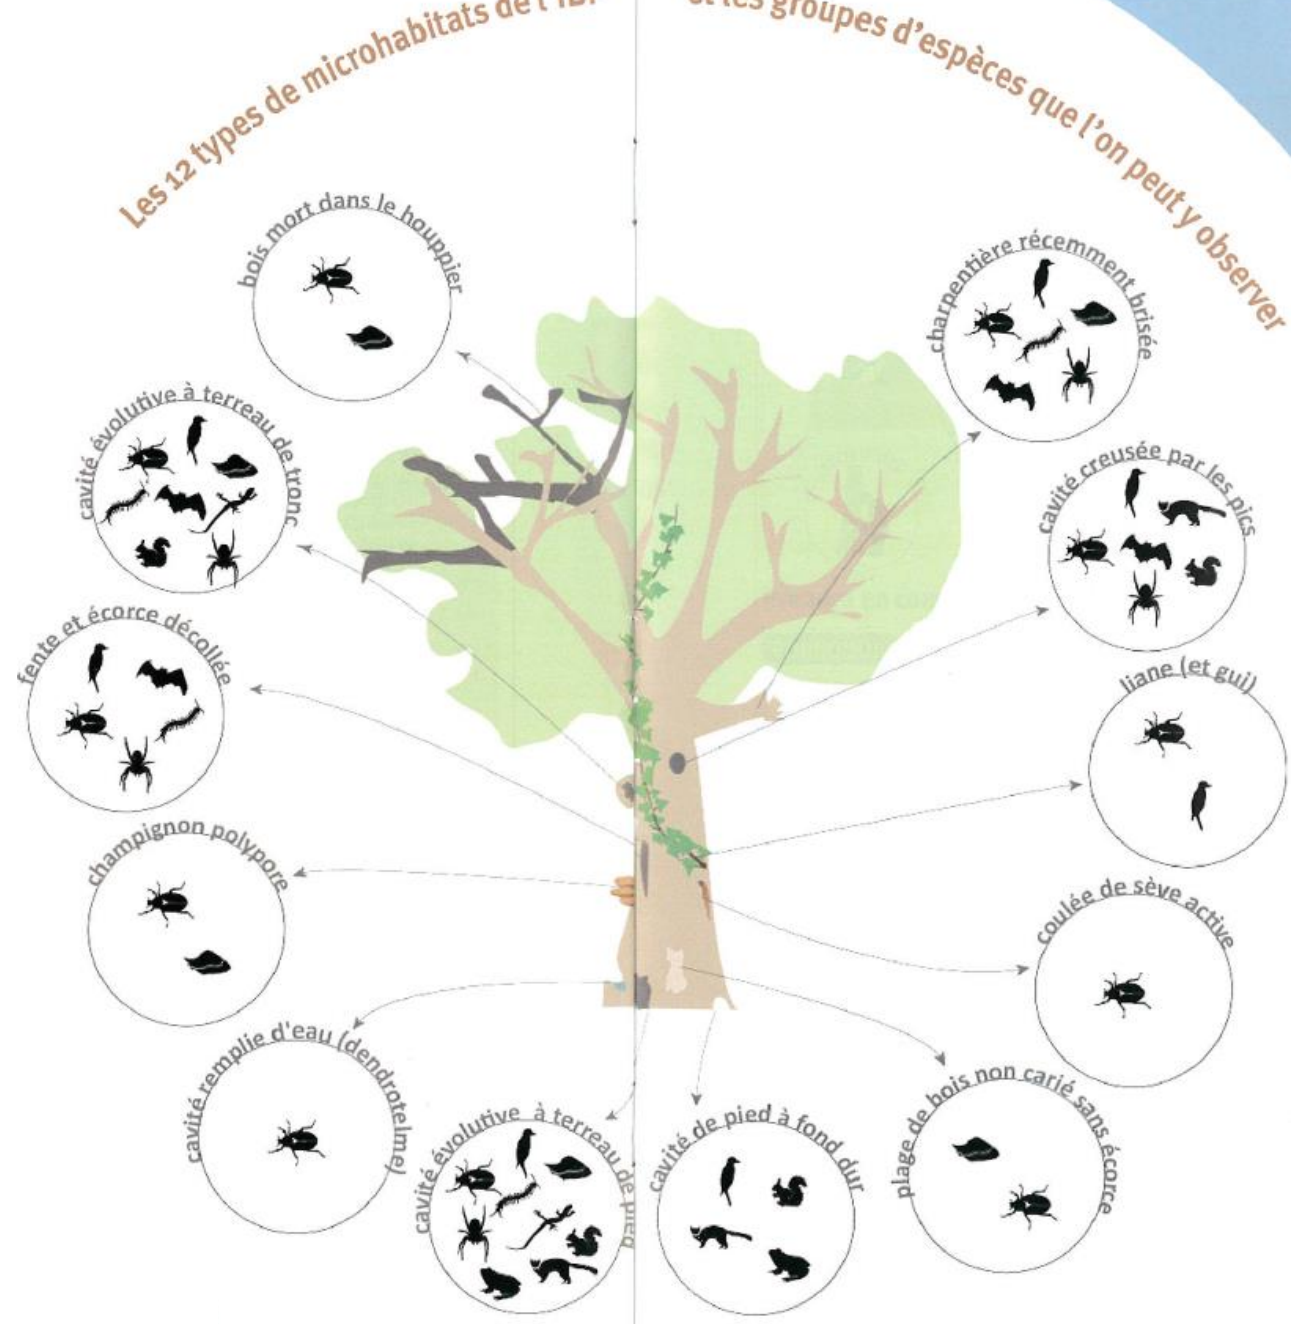 Les 12 types de microhabitats de l'IBP et les groupes d'espèces que l'on peut y observer
bois mort dans le houppier
charpentière récemment brisée
cavité évolutive à terreau de tronc
cavité creusée par les pics
fente et écorce décollée
liane (et gui)
champignon polypore
coulée de sève active
cavité remplie d'eau (dendrotelme)
cavité évolutive à terreau de pied
cavité de pied à fond dur
plage de bois non carié sans écorce